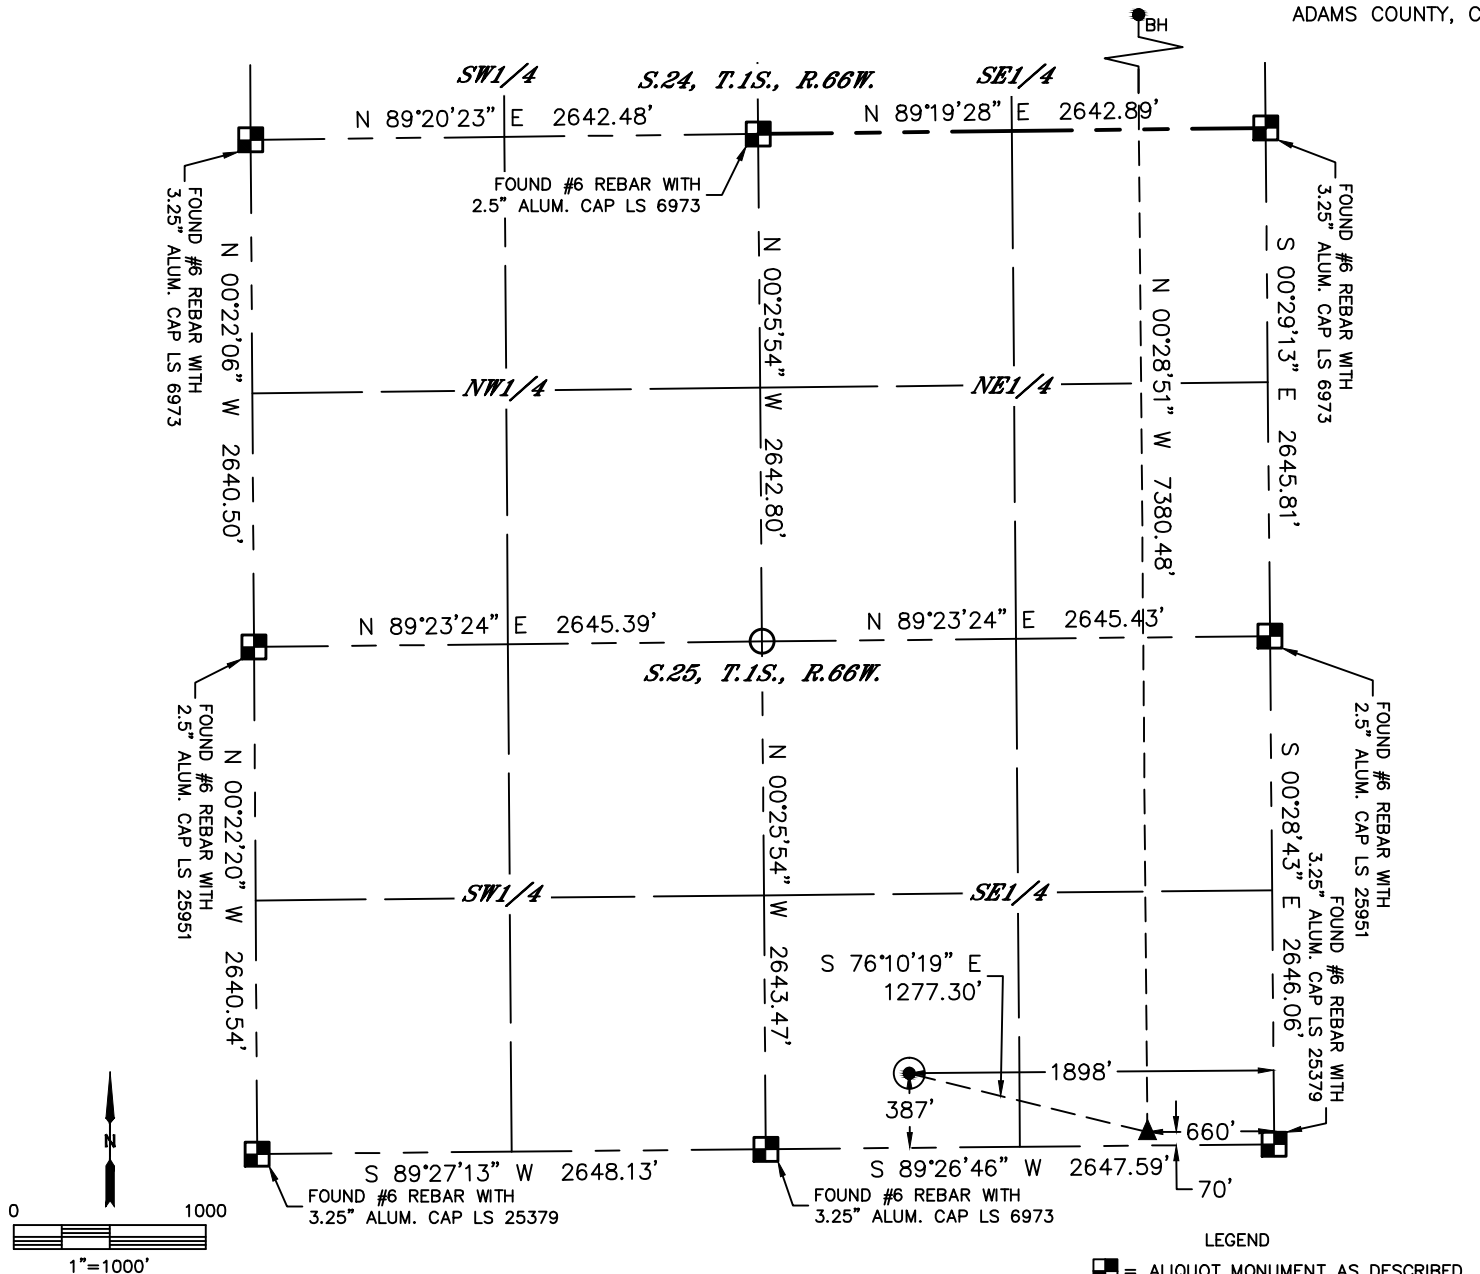 ADAMS COUNTY, C
BH
SW1/4
S.24, T.1S., R.66W.
SE1/4
N 89°20'23" E 2642.48'
N 89°19'28" E 2642.89'
FOUND #6 REBAR WITH
3.25" ALUM. CAP LS 6973
FOUND #6 REBAR WITH
2.5" ALUM. CAP LS 6973
FOUND #6 REBAR WITH
3.25" ALUM. CAP LS 6973
N 00°22'06" W 2640.50'
N 00°25'54" W 2642.80'
N 00°28'51" W 7380.48'
S 00°29'13" E 2645.81'
NW1/4
NE1/4
N 89°23'24" E 2645.39'
N 89°23'24" E 2645.43'
S.25, T.1S., R.66W.
FOUND #6 REBAR WITH
2.5" ALUM. CAP LS 25951
FOUND #6 REBAR WITH
2.5" ALUM. CAP LS 25951
N 00°22'20" W 2640.54'
N 00°25'54" W 2643.47'
S 00°28'43" E 2646.06'
SW1/4
SE1/4
FOUND #6 REBAR WITH
3.25" ALUM. CAP LS 25379
S 76°10'19" E
1277.30'
1898'
387'
660'
70'
N
S 89°27'13" W 2648.13'
S 89°26'46" W 2647.59'
FOUND #6 REBAR WITH
3.25" ALUM. CAP LS 25379
FOUND #6 REBAR WITH
3.25" ALUM. CAP LS 6973
0 1000
1"=1000'
LEGEND
= ALIQUOT MONUMENT AS DESCRIBED